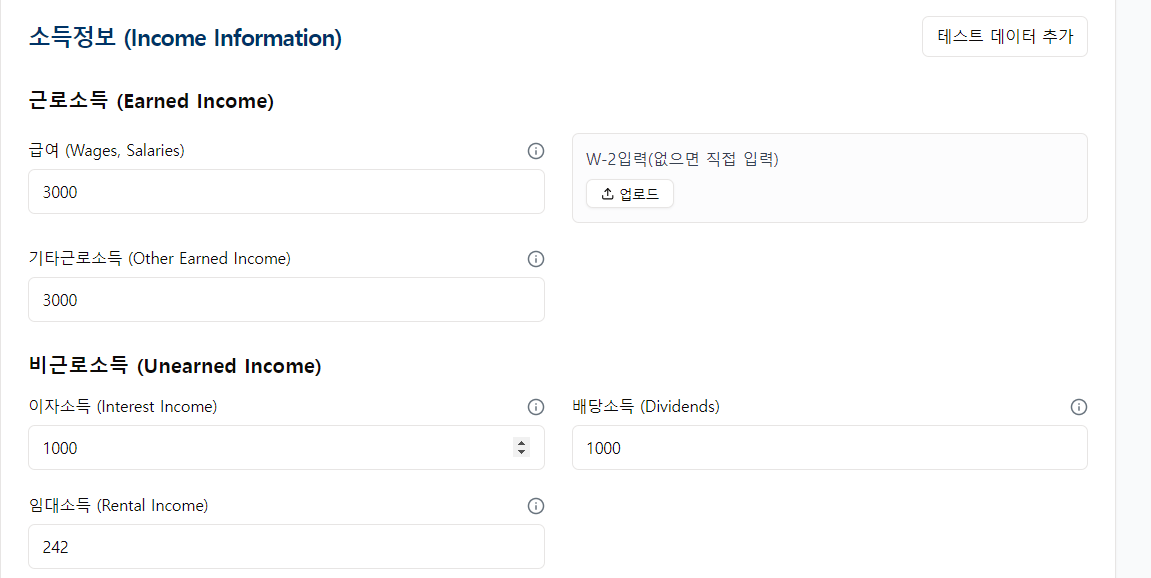 소득정보 (Income Information)
테스트 데이터 추가
근로소득 (Earned Income)
급여 (Wages, Salaries)
3000
W-2입력(없으면 직접 입력)
업로드
기타근로소득 (Other Earned Income)
3000
비근로소득 (Unearned Income)
이자소득 (Interest Income)
1000
배당소득 (Dividends)
1000
임대소득 (Rental Income)
242